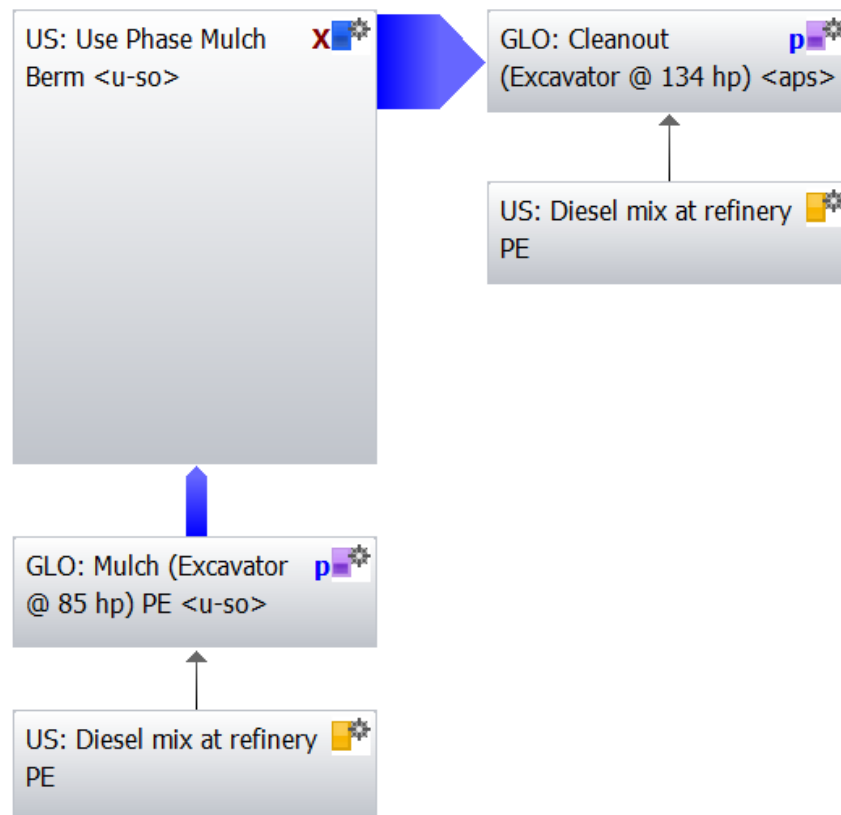 US: Use Phase Mulch X
Berm <u-so>
GLO: Cleanout p
(Excavator @ 134 hp) <aps>
US: Diesel mix at refinery
PE
GLO: Mulch (Excavator p
@ 85 hp) PE <u-so>
US: Diesel mix at refinery
PE